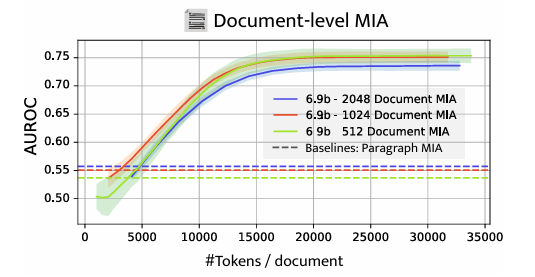 Document-level MIA
AUROC
0.75
0.70
0.65
0.60
0.55
0.50
6.9b - 2048 Document MIA
6.9b - 1024 Document MIA
6 9b 512 Document MIA
Baselines: Paragraph MIA
0 5000 10000 15000 20000 25000 30000 35000
#Tokens / document